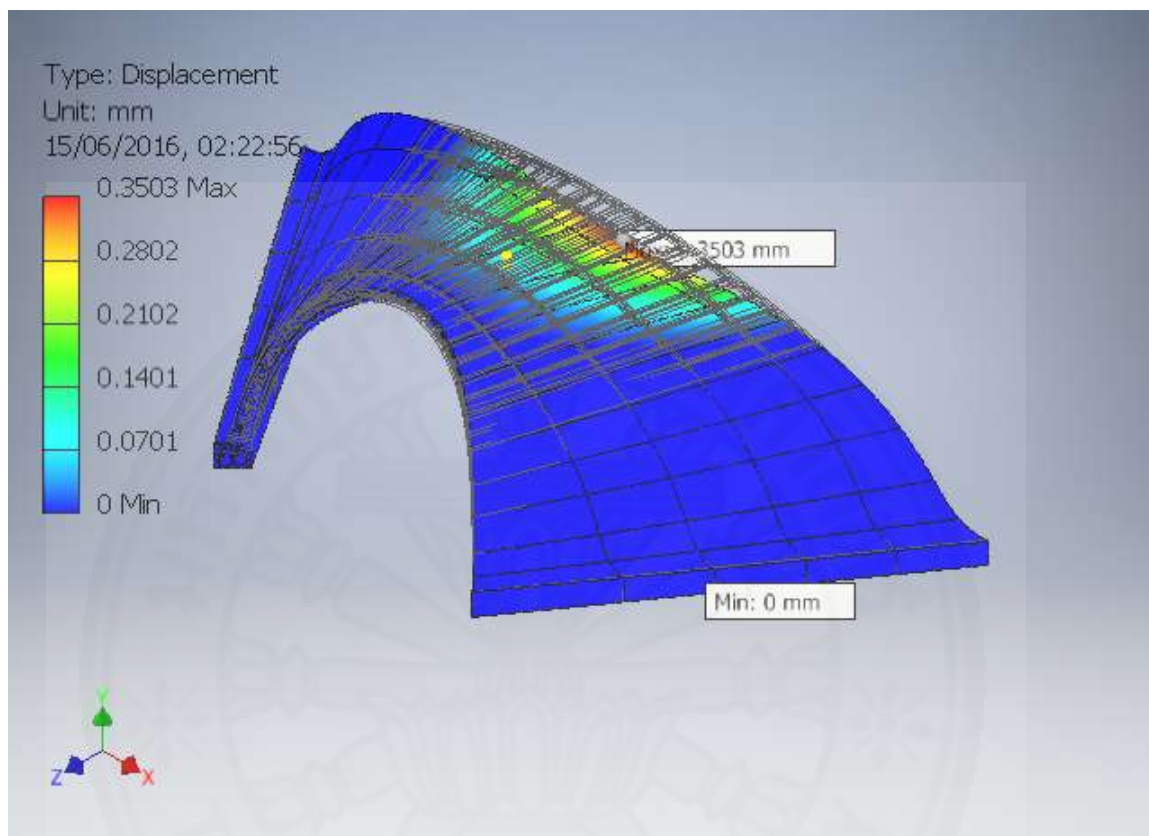 Type: Displacement
Unit: mm
15/06/2016, 02:22:56
0.3503 Max
0.2802
0.2102
0.1401
0.0701
0 Min
3503 mm
Min: 0 mm
Y
Z
X